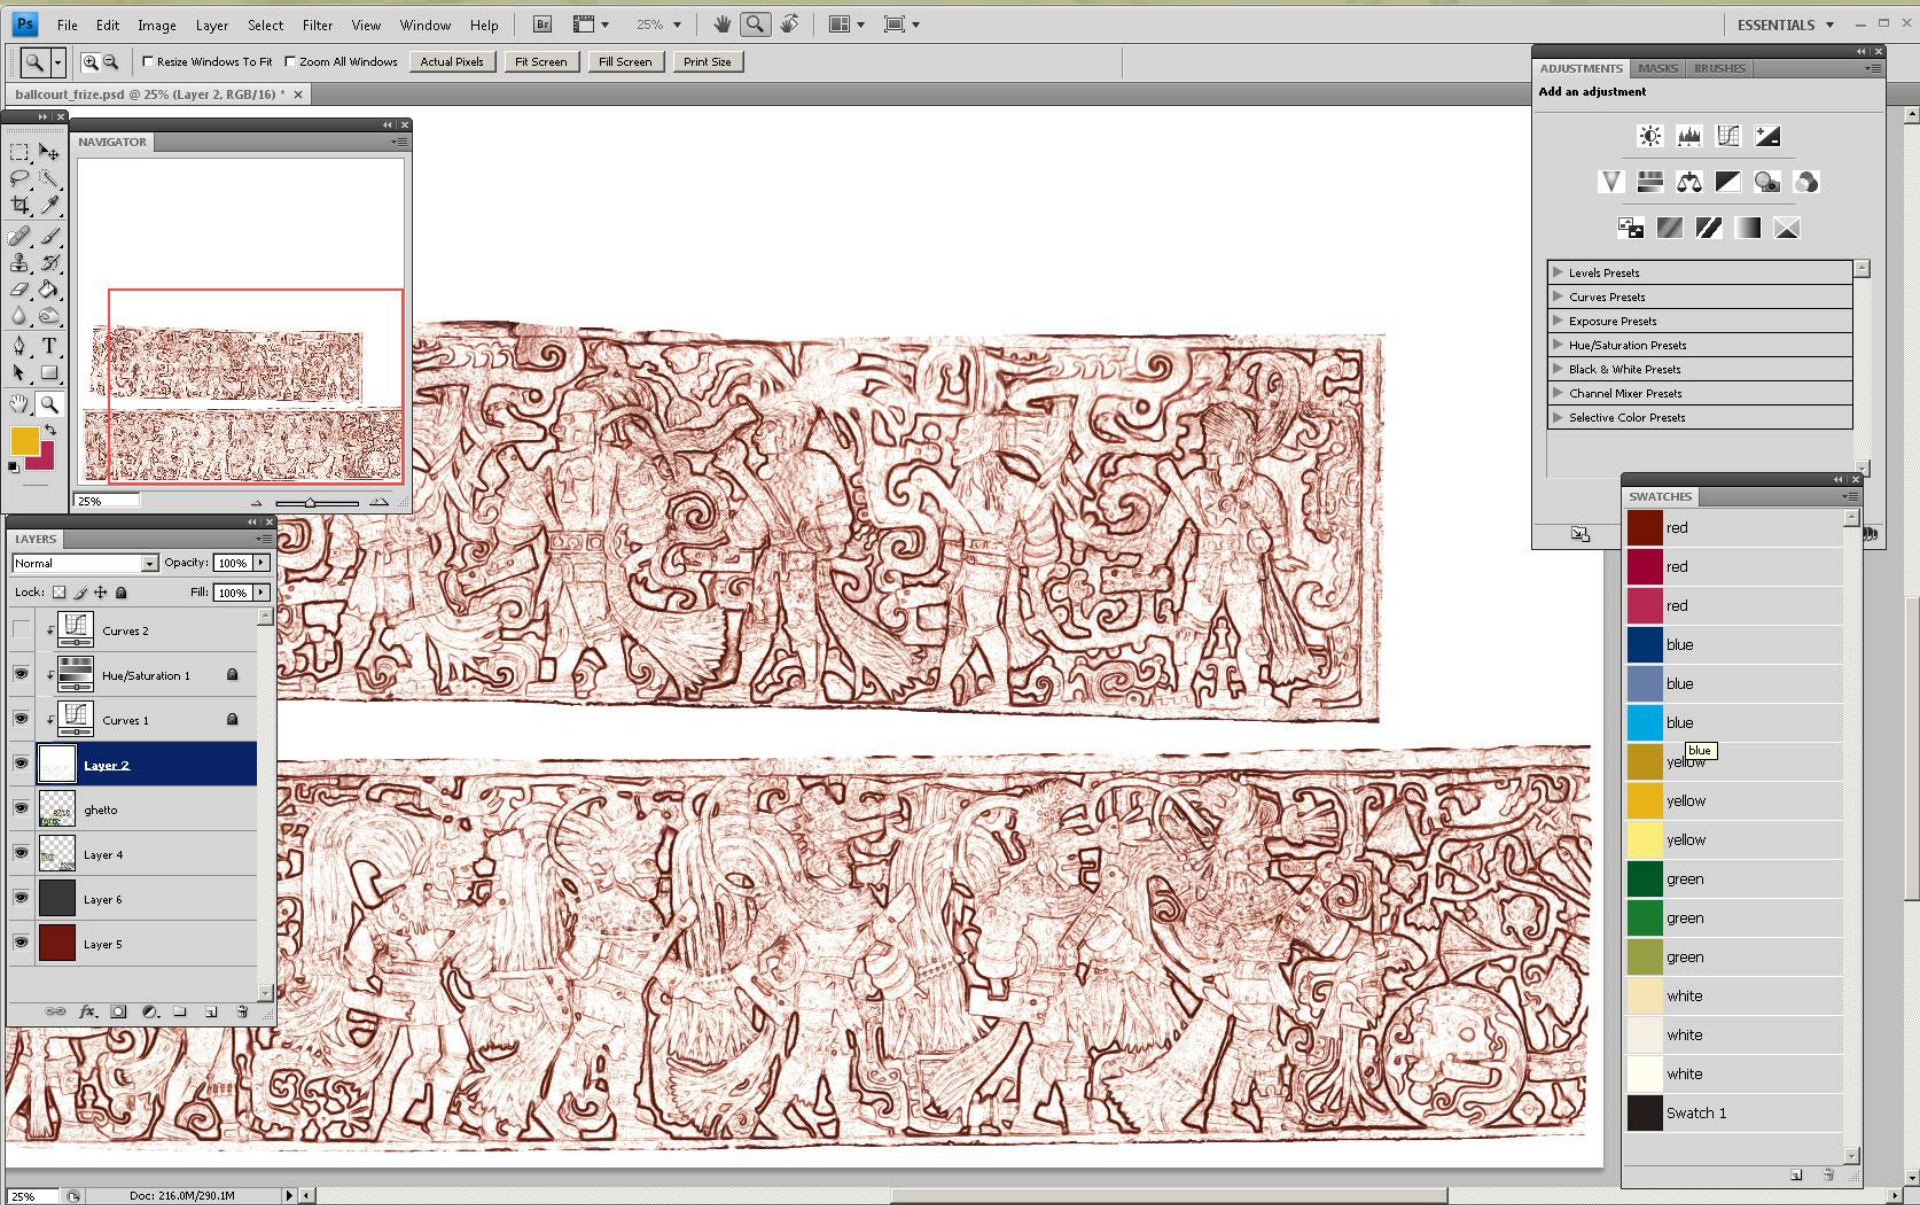 Ps File Edit Image Layer Select Filter View Window Help Br 25% ESSENTIALS
Resize Windows To Fit Zoom All Windows Actual Pixels Fit Screen Fill Screen Print Size
ballcourt_frize.psd @ 25% (Layer 2, RGB/16) * x
NAVIGATOR
25%
LAYERS
Normal Opacity: 100%
Lock: Fill: 100%
Curves 2
Hue/Saturation 1
Curves 1
Layer 2
ghetto
Layer 4
Layer 6
Layer 5
fx.
25% Doc: 216.0M/290.1M
ADJUSTMENTS MASKS BRUSHES
Add an adjustment
Levels Presets
Curves Presets
Exposure Presets
Hue/Saturation Presets
Black & White Presets
Channel Mixer Presets
Selective Color Presets
SWATCHES
red
red
red
blue
blue
blue
blue
yellow
yellow
yellow
green
green
green
white
white
white
Swatch 1